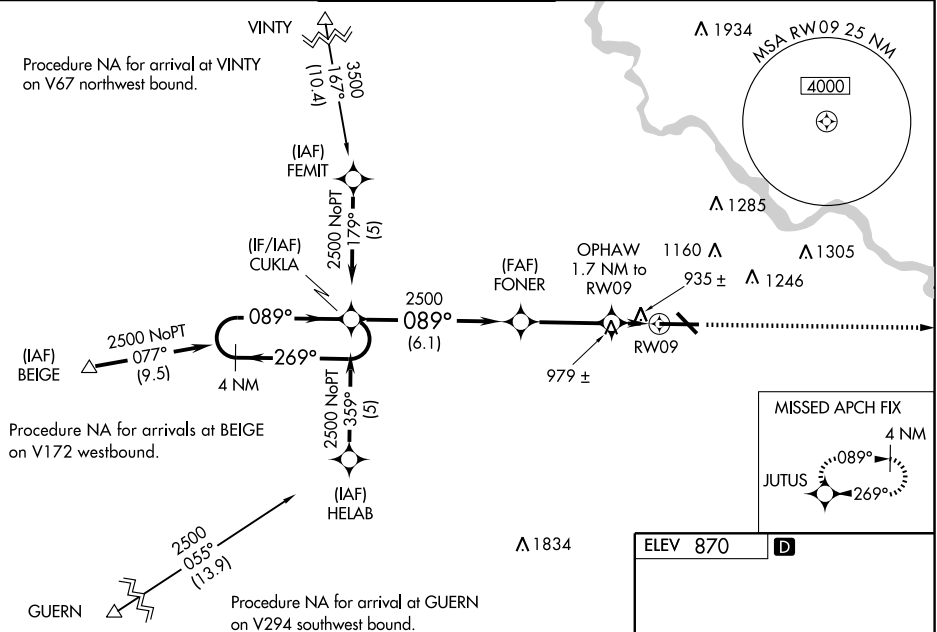 VINTY
Procedure NA for arrival at VINTY
on V67 northwest bound.
3500
167°
(10.4)
1934
MSA RW09 25 NM
4000
(IAF)
FEMIT
2500 NoPT
179°
(5)
1285
(IF/IAF)
CUKLA
(FAF)
FONER
OPHAW
1.7 NM to
RW09
1160
1305
935 ±
1246
089°
2500
089°
(6.1)
RW09
(IAF)
BEIGE
2500 NoPT
077°
(9.5)
269°
4 NM
979 ±
2500 NoPT
359°
(5)
Procedure NA for arrivals at BEIGE
on V172 westbound.
(IAF)
HELAB
MISSED APCH FIX
4 NM
089°
JUTUS
269°
2500
055°
(13.9)
1834
ELEV 870
D
GUERN
Procedure NA for arrival at GUERN
on V294 southwest bound.